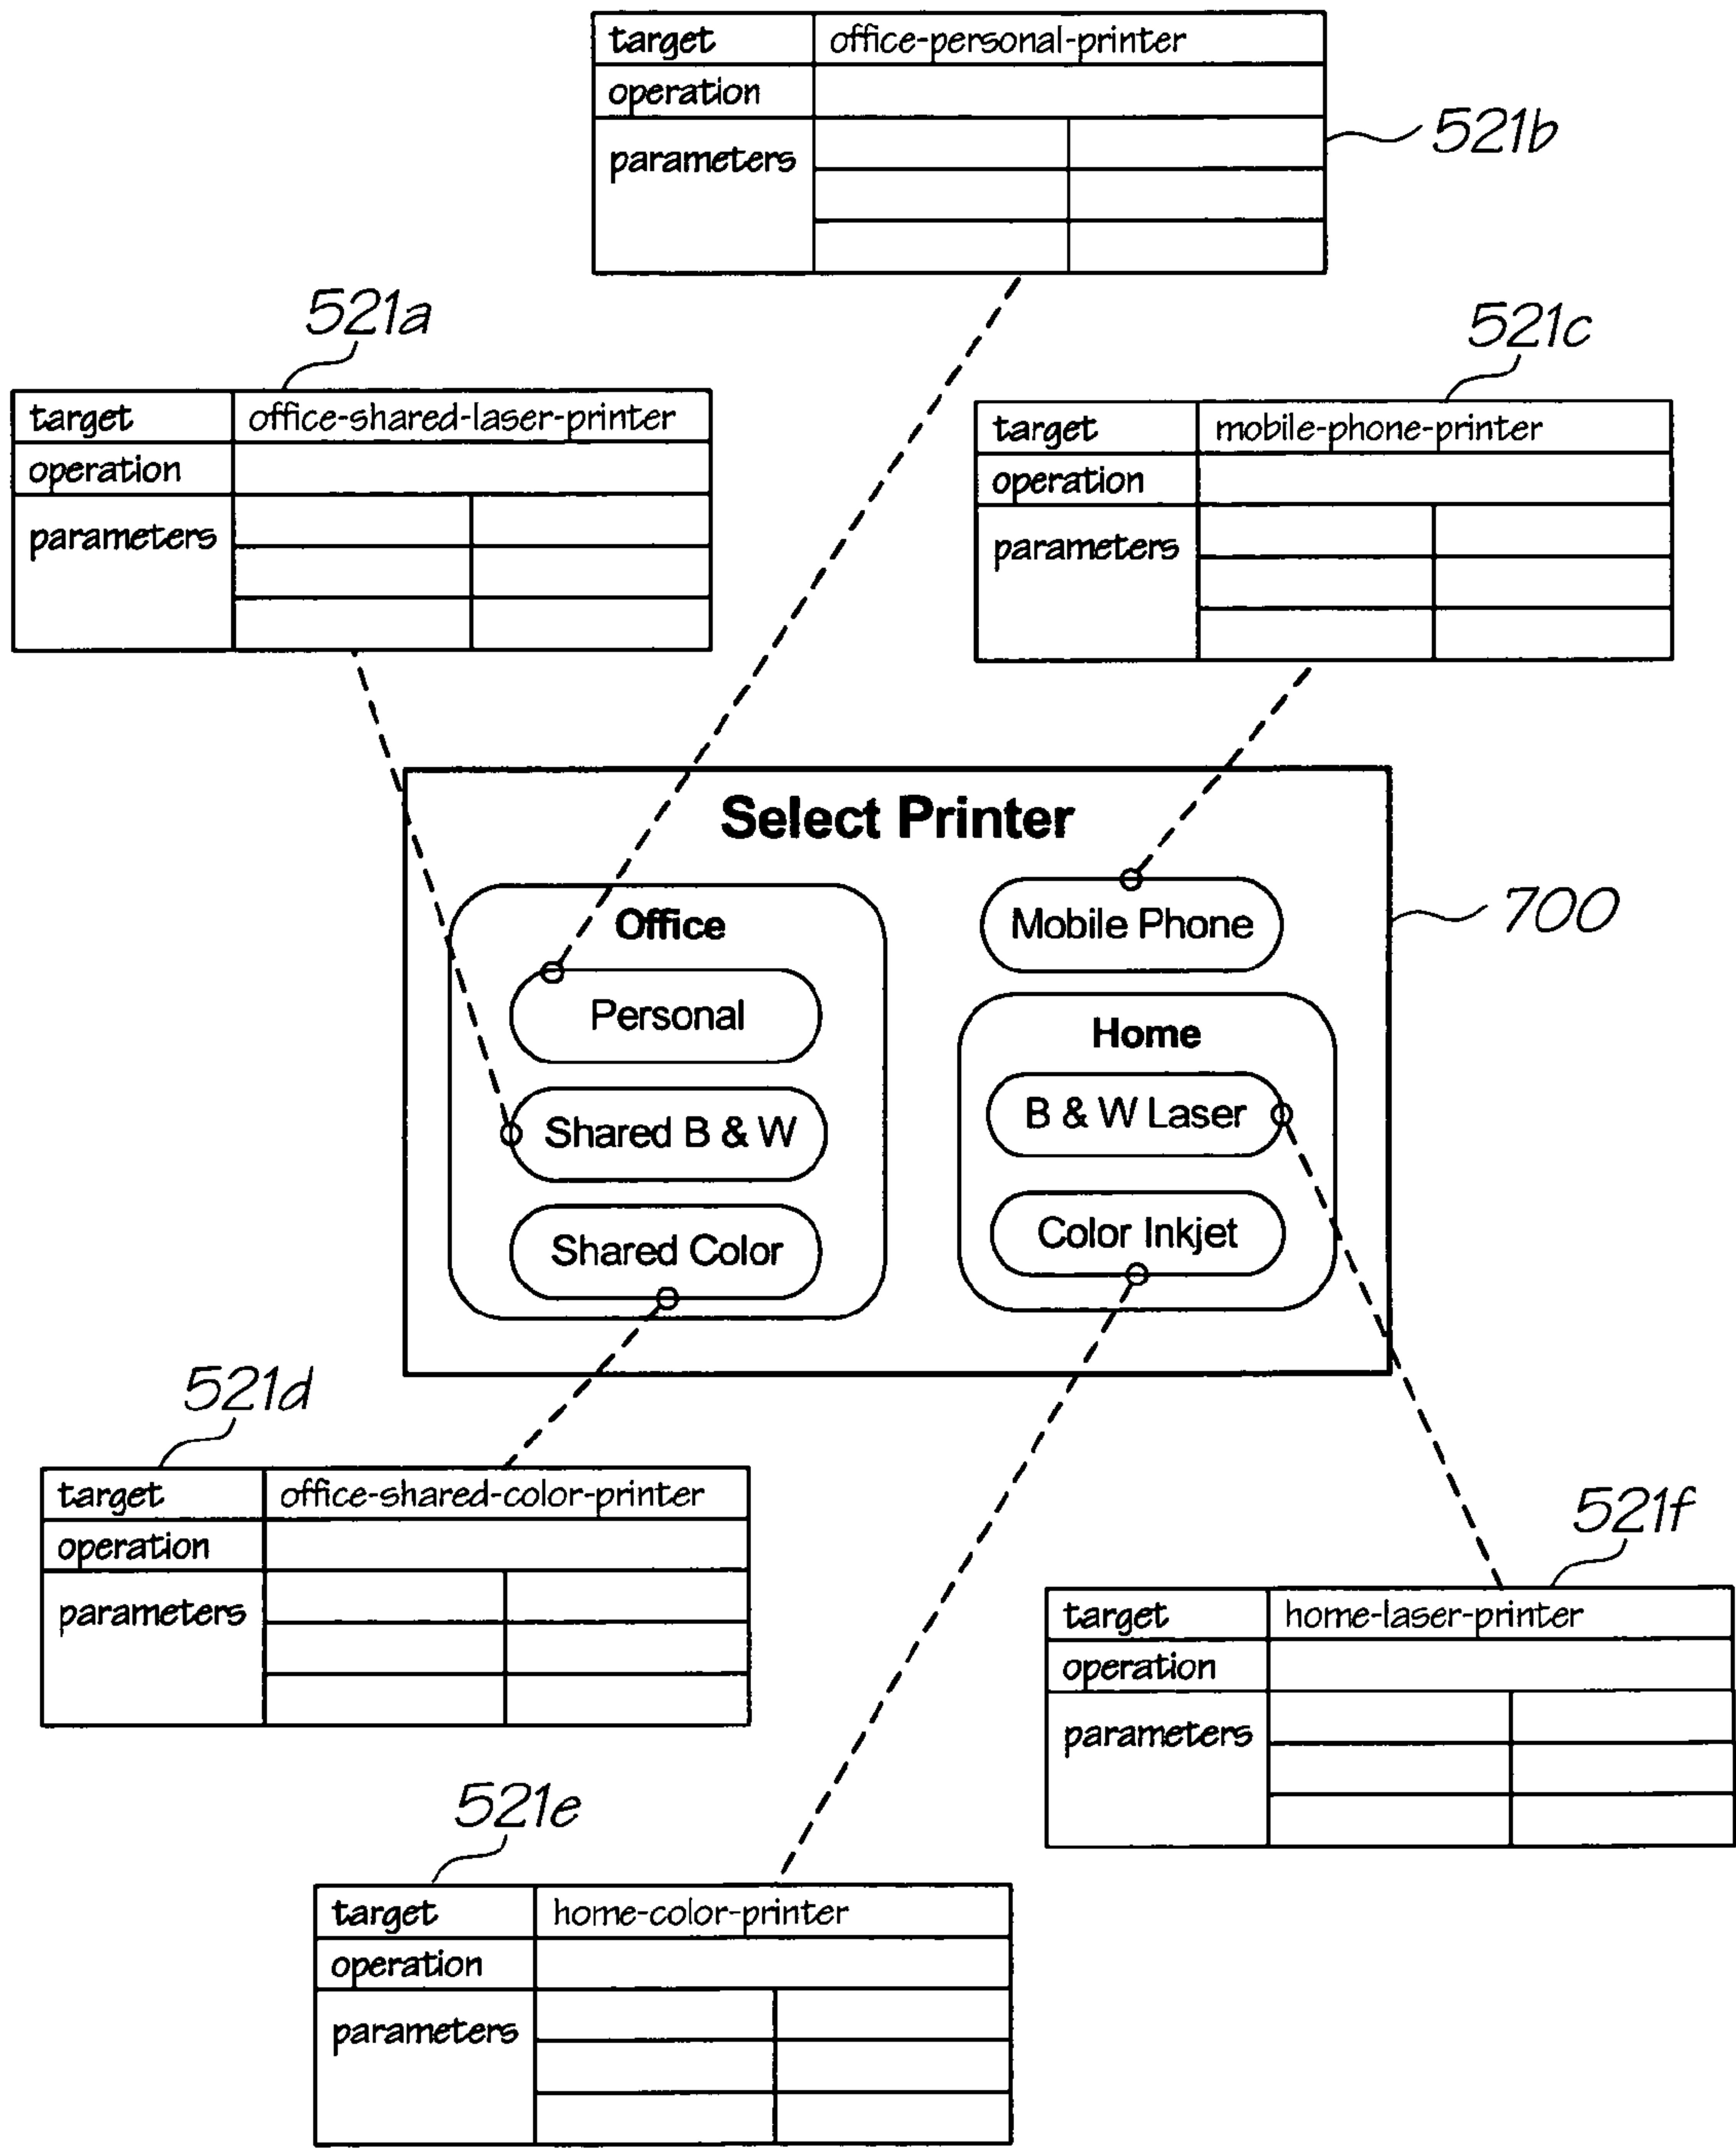 target office-personal-printer
operation
parameters
521b
521a
target office-shared-laser-printer
operation
parameters
521c
target mobile-phone-printer
operation
parameters
Select Printer
700
Office
Personal
Shared B & W
Shared Color
Mobile Phone
Home
B & W Laser
Color Inkjet
521d
target office-shared-color-printer
operation
parameters
521f
target home-laser-printer
operation
parameters
521e
target home-color-printer
operation
parameters